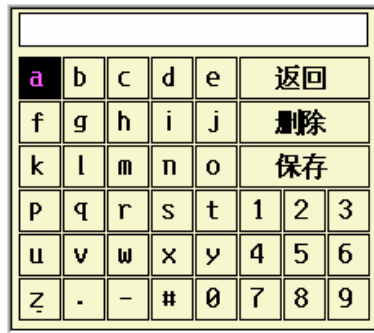 a b c d e 返回
f g h i j 删除
k l m n o 保存
p q r s t 1 2 3
u v w x y 4 5 6
z . - # 0 7 8 9